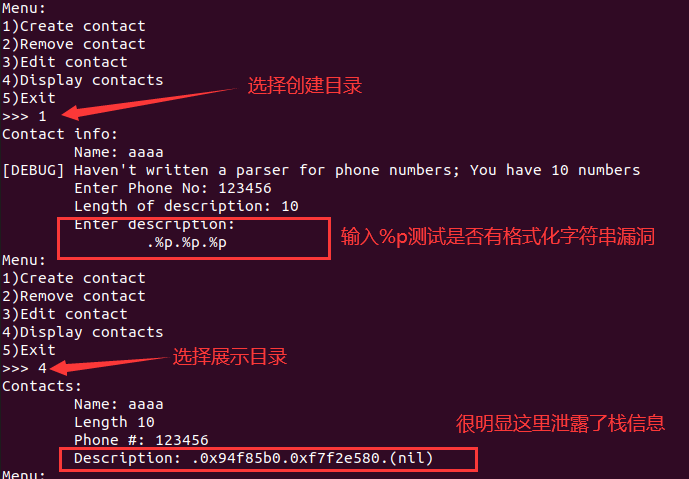 Menu:
1)Create contact
2)Remove contact
3)Edit contact
4)Display contacts
5)Exit
选择创建目录
>>> 1
Contact info:
Name: aaaa
[DEBUG] Haven't written a parser for phone numbers; You have 10 numbers
Enter Phone No: 123456
Length of description: 10
Enter description:
.%p.%p.%p
输入%p测试是否有格式化字符串漏洞
Menu:
1)Create contact
2)Remove contact
3)Edit contact
4)Display contacts
5)Exit
选择展示目录
>>> 4
Contacts:
Name: aaaa
Length 10
Phone #: 123456
很明显这里泄露了栈信息
Description: .0x94f85b0.0xf7f2e580.(nil)
Menu: